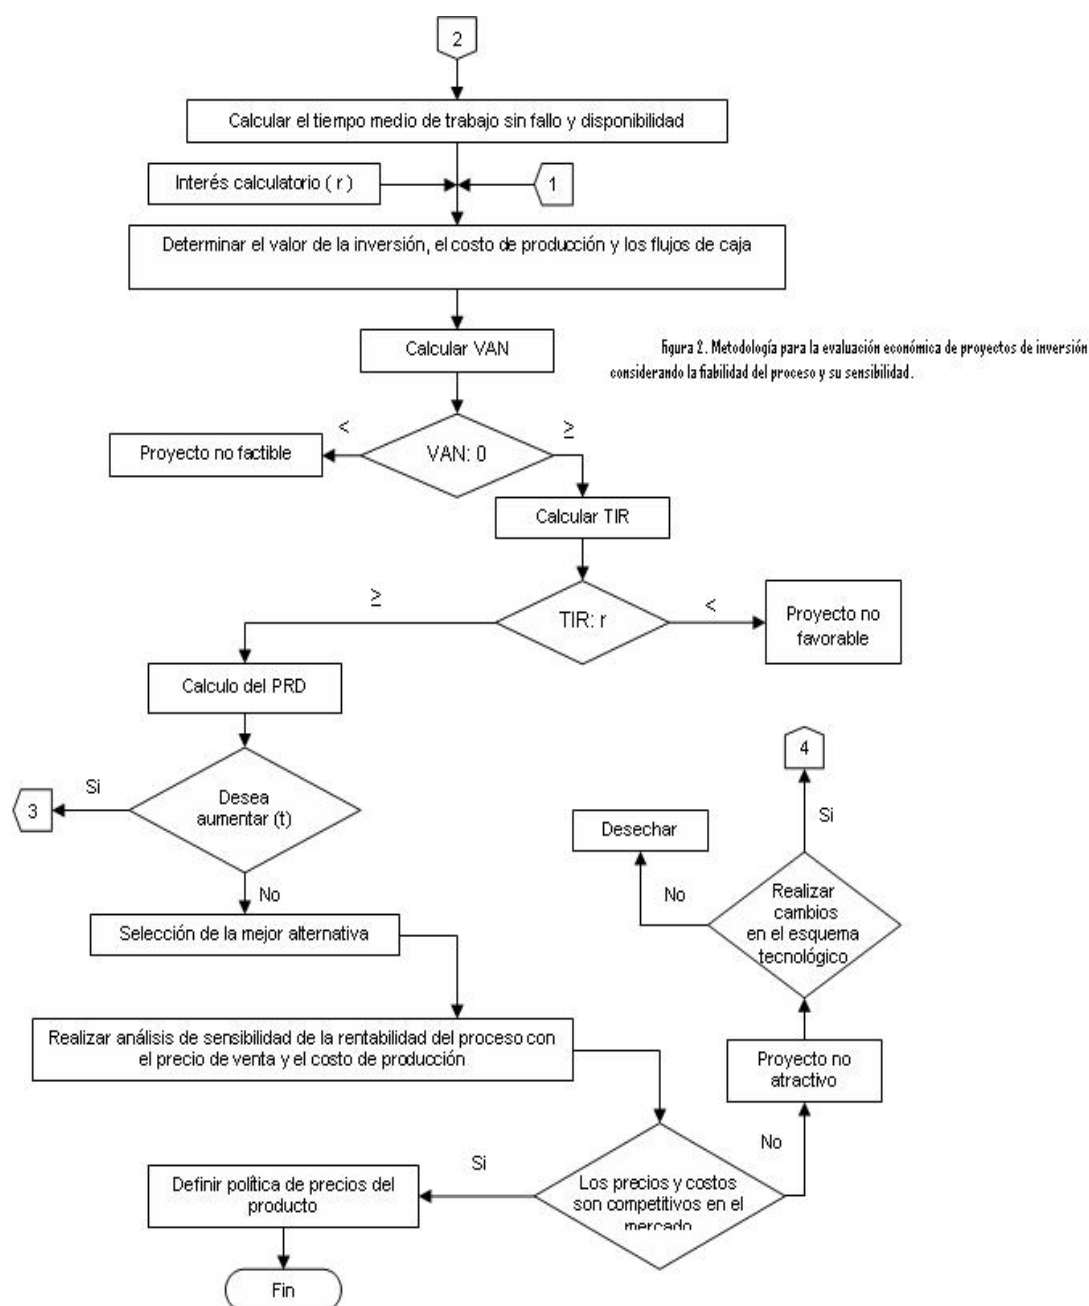 2
Calcular el tiempo medio de trabajo sin fallo y disponibilidad
Interés calculatorio ( r )
1
Determinar el valor de la inversión, el costo de producción y los flujos de caja
Calcular VAN
Figura 2. Metodología para la evaluación económica de proyectos de inversión
considerando la fiabilidad del proceso y su sensibilidad.
<
≥
Proyecto no factible
VAN: 0
Calcular TIR
≥
<
TIR: r
Proyecto no
favorable
Calculo del PRD
4
Si
3
Desea
aumentar (t)
Si
Desechar
No
No
Realizar
cambios
en el esquema
tecnológico
Selección de la mejor alternativa
Realizar análisis de sensibilidad de la rentabilidad del proceso con
el precio de venta y el costo de producción
Proyecto no
atractivo
No
Si
Definir política de precios del
producto
Los precios y costos
son competitivos en el
mercado
Fin